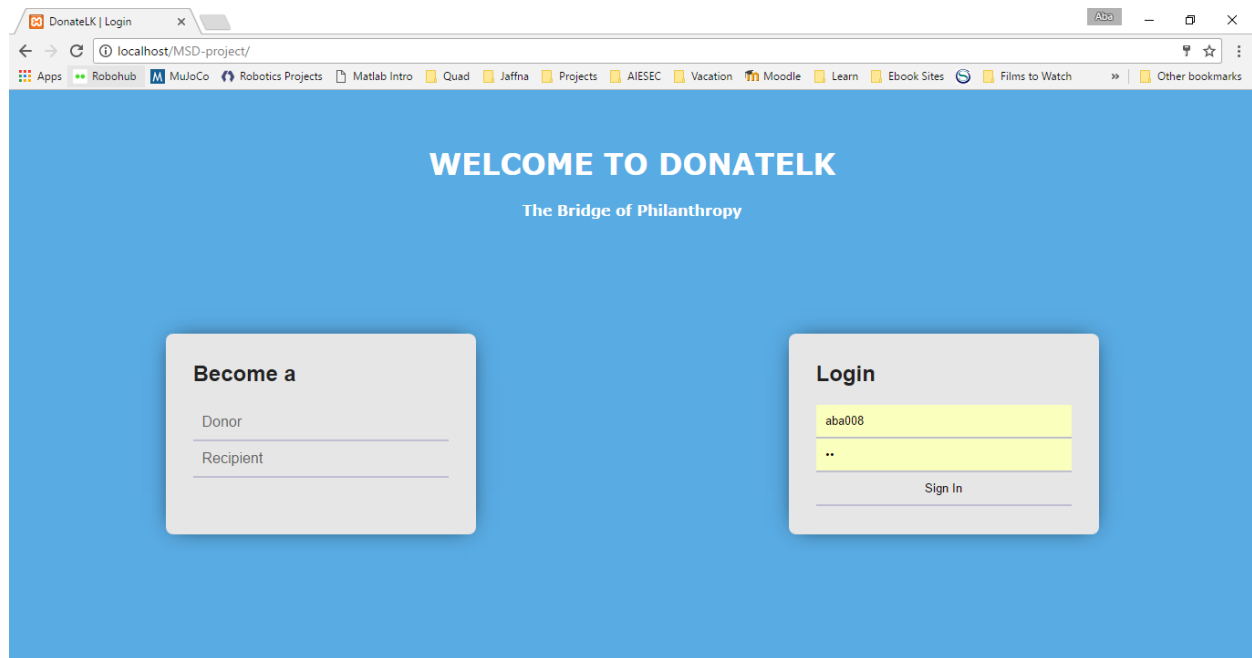 DonateLK | Login
Aba
localhost/MSD-project/
Apps Robohub MuJoCo Robotics Projects Matlab Intro Quad Jaffna Projects AIESEC Vacation Moodle Learn Ebook Sites Films to Watch » Other bookmarks
WELCOME TO DONATELK
The Bridge of Philanthropy
Become a
Donor
Recipient
Login
aba008
••
Sign In